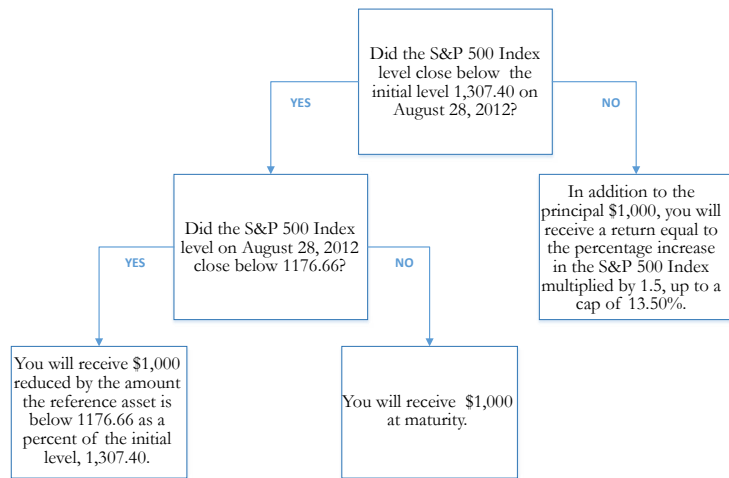 Did the S&P 500 Index
level close below the
initial level 1,307.40 on
August 28, 2012?
YES
NO
Did the S&P 500 Index
level on August 28, 2012
close below 1176.66?
In addition to the
principal $1,000, you will
receive a return equal to
the percentage increase
in the S&P 500 Index
multiplied by 1.5, up to a
cap of 13.50%.
YES
NO
You will receive $1,000
reduced by the amount
the reference asset is
below 1176.66 as a
percent of the initial
level, 1,307.40.
You will receive $1,000
at maturity.